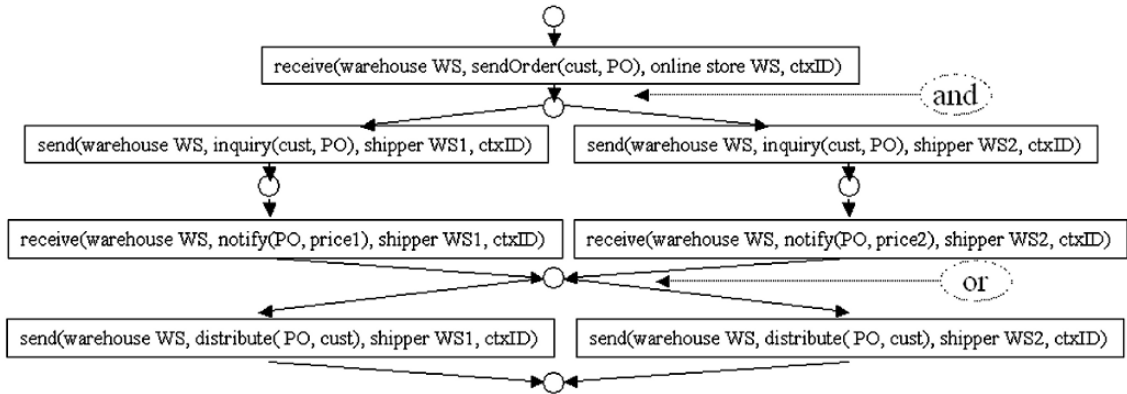 receive(warehouse WS, sendOrder(cust, PO), online store WS, ctxID)
and
send(warehouse WS, inquiry(cust, PO), shipper WS1, ctxID)
send(warehouse WS, inquiry(cust, PO), shipper WS2, ctxID)
receive(warehouse WS, notify(PO, price1), shipper WS1, ctxID)
receive(warehouse WS, notify(PO, price2), shipper WS2, ctxID)
or
send(warehouse WS, distribute( PO, cust), shipper WS1, ctxID)
send(warehouse WS, distribute( PO, cust), shipper WS2, ctxID)